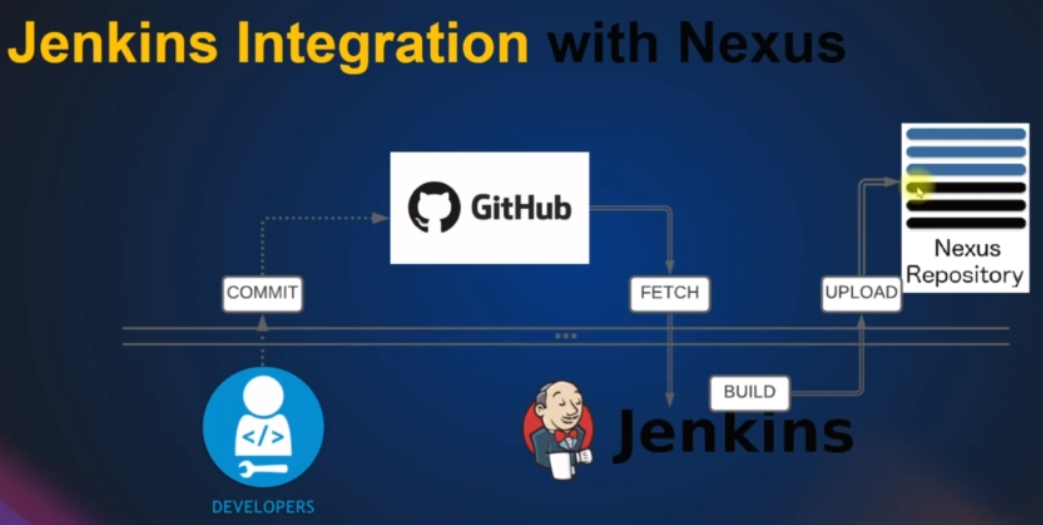 Jenkins Integration with Nexus
GitHub
Nexus
Repository
COMMIT
FETCH
UPLOAD
BUILD
</>
Jenkins
DEVELOPERS